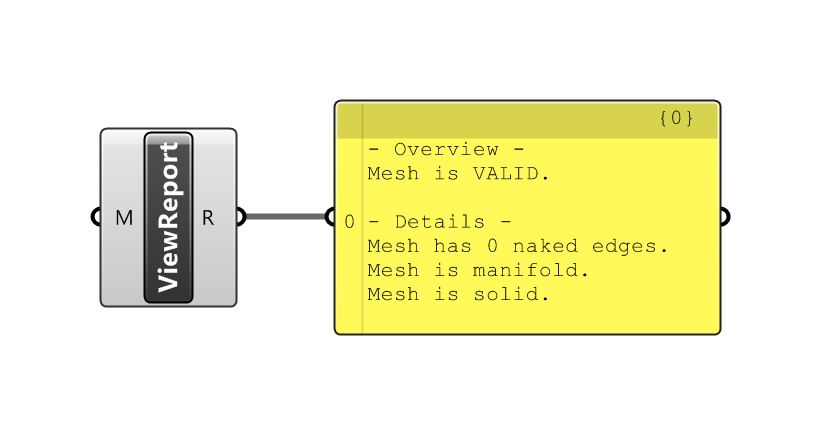 M
ViewReport
R
{0}
0
- Overview -
Mesh is VALID.
- Details -
Mesh has 0 naked edges.
Mesh is manifold.
Mesh is solid.